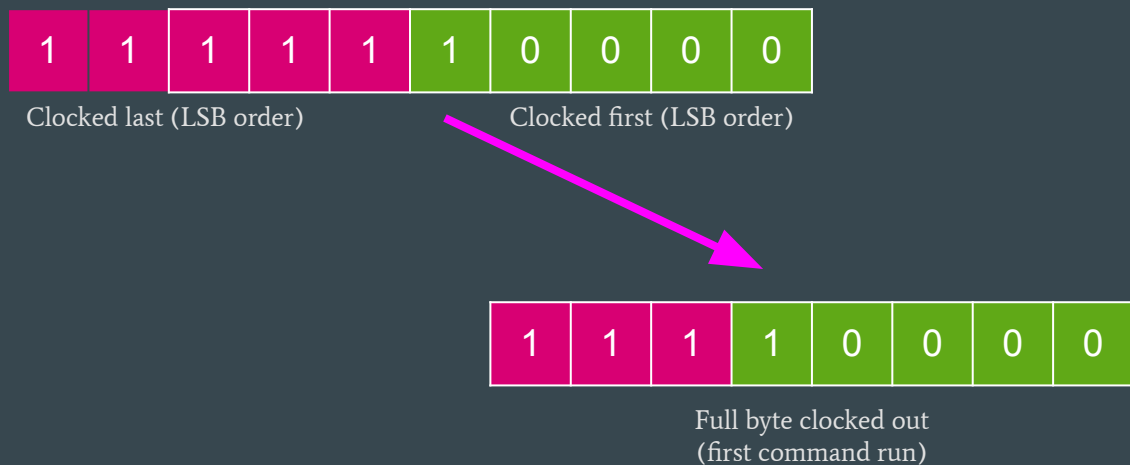 1 1 1 1 1 1 0 0 0 0
Clocked last (LSB order) Clocked first (LSB order)
1 1 1 1 0 0 0 0
Full byte clocked out
(first command run)